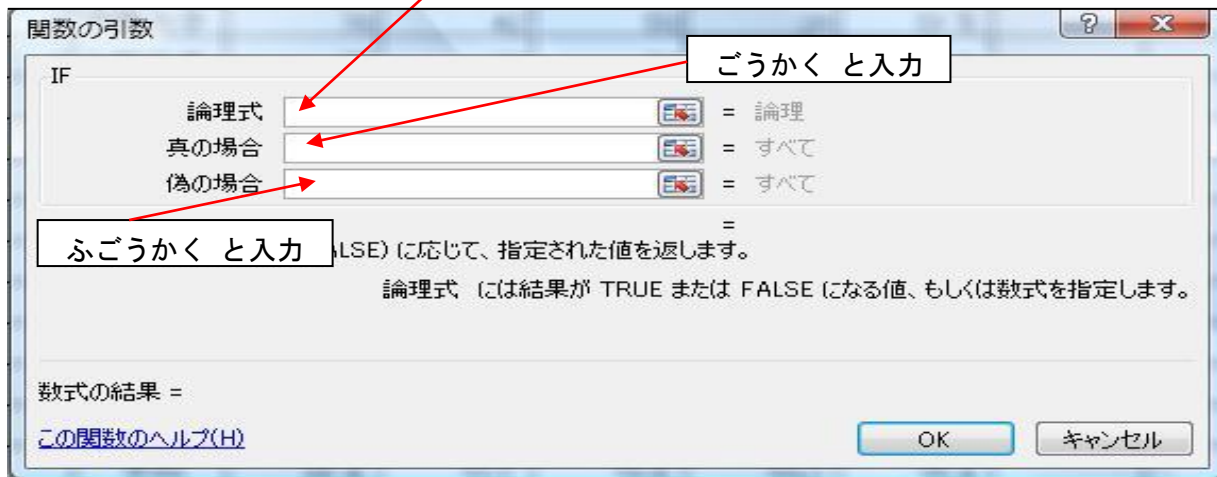 関数の引数
ごうかく と入力
IF
論理式 = 論理
真の場合 = すべて
偽の場合 = すべて
=
ふごうかく と入力
ALSE) に応じて、指定された値を返します。
論理式 には結果が TRUE または FALSE になる値、もしくは数式を指定します。
数式の結果 =
この関数のヘルプ(H)
OK
キャンセル